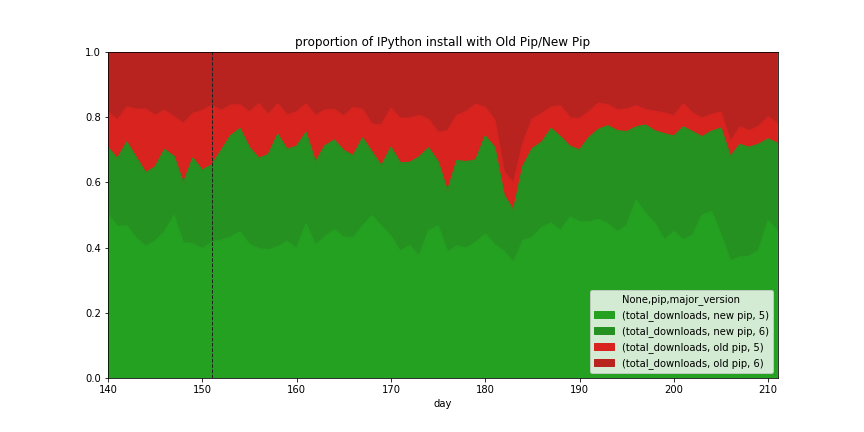 proportion of IPython install with Old Pip/New Pip
1.0
0.8
0.6
0.4
0.2
0.0
140 150 160 170 180 190 200 210
day
None,pip,major_version
(total_downloads, new pip, 5)
(total_downloads, new pip, 6)
(total_downloads, old pip, 5)
(total_downloads, old pip, 6)